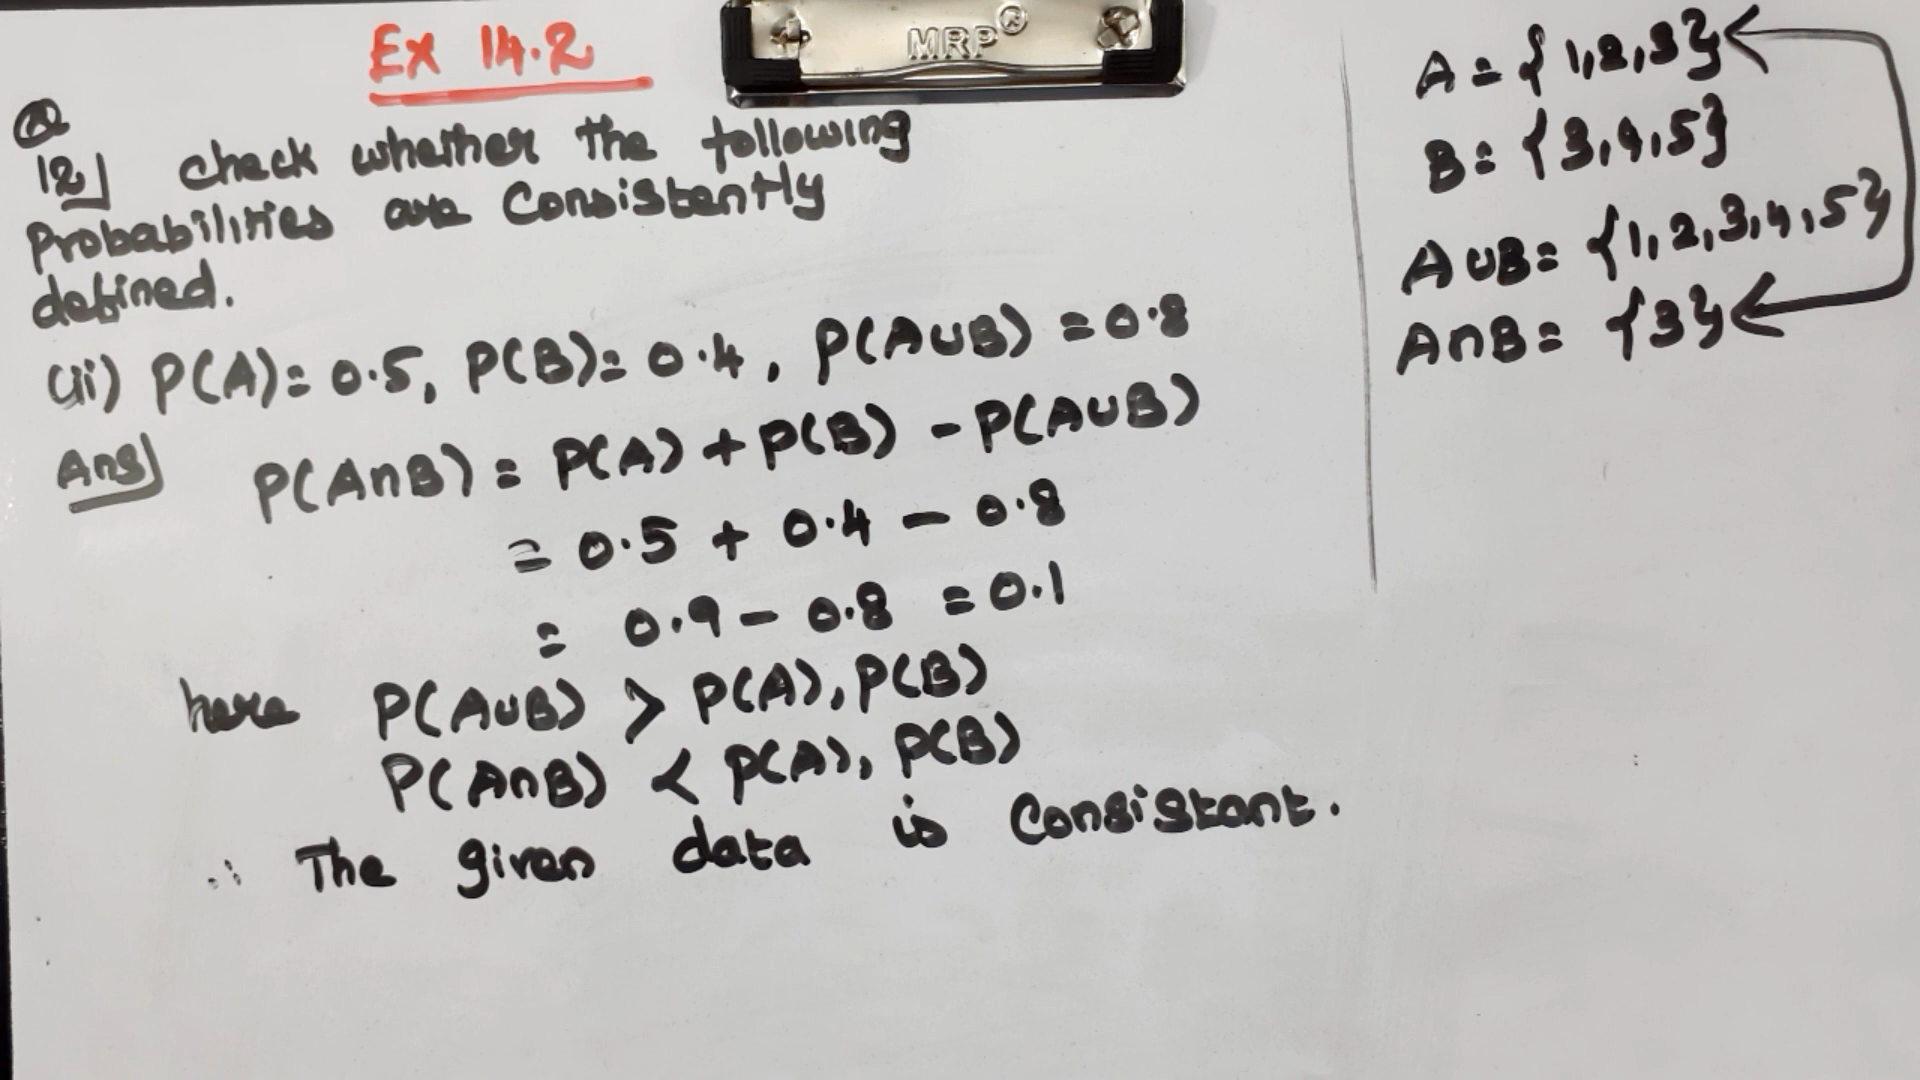 MRP®
Ex 14.2
Q
12] check whether the following
Probabilities are Consistently
defined.
(ii) P(A)= 0.5, P(B)= 0.4, P(A∪B) = 0.8
Ans) P(A∩B) = P(A) + P(B) - P(A∪B)
= 0.5 + 0.4 - 0.8
= 0.9 - 0.8 = 0.1
here P(A∪B) > P(A), P(B)
P(A∩B) < P(A), P(B)
∴ The given data is Consistant.
A = {1,2,3}
B = {3,4,5}
A∪B = {1,2,3,4,5}
A∩B = {3}